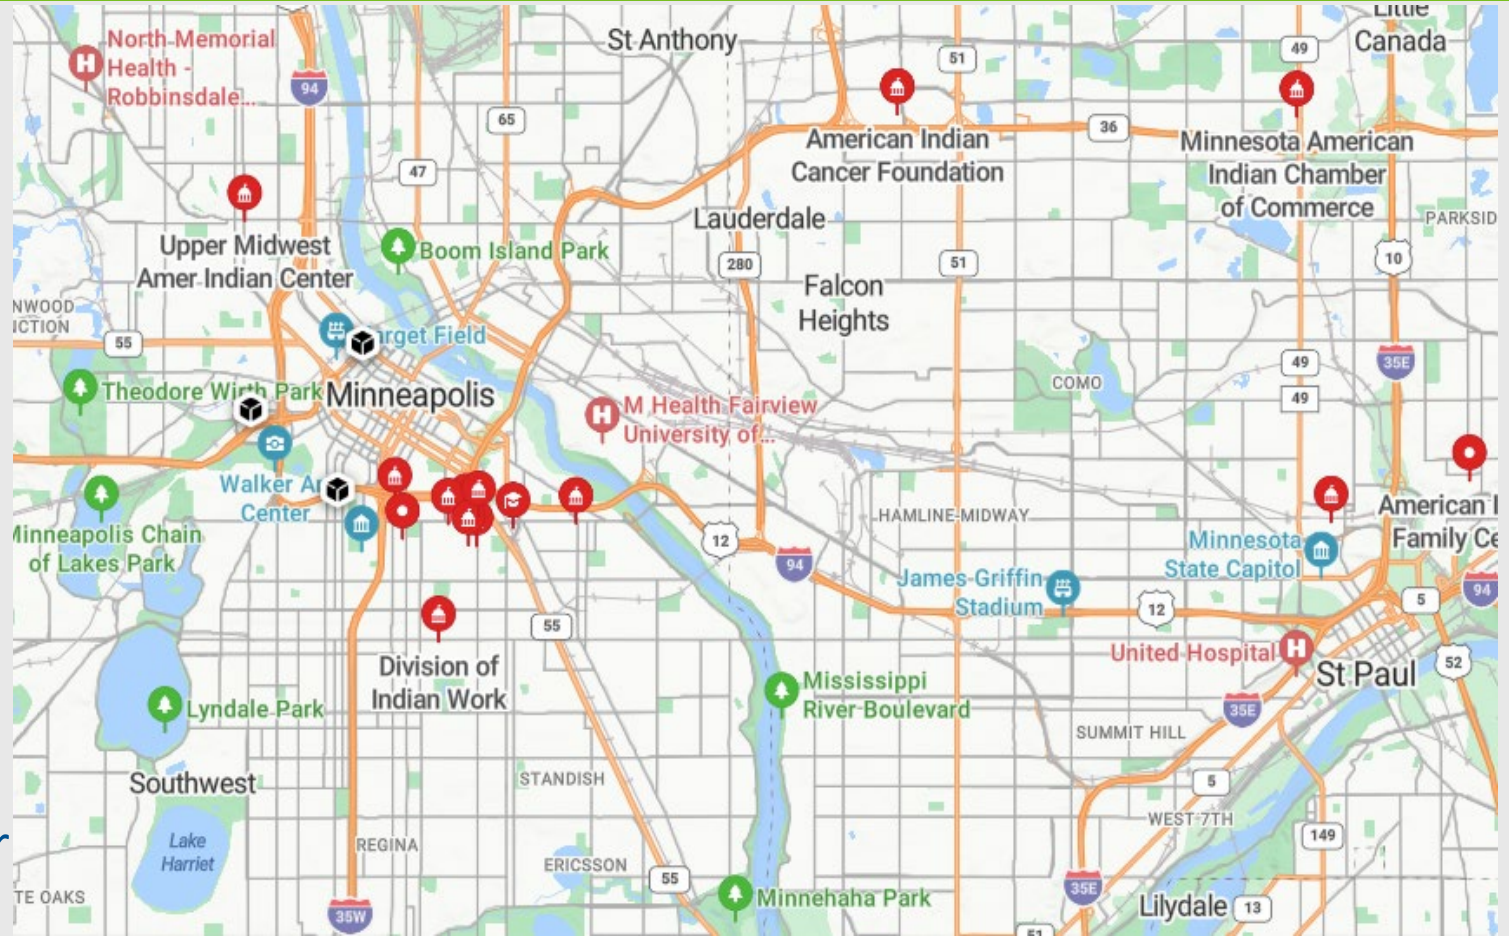 Little
Canada
North Memorial
Health -
Robbinsdale...
St Anthony
51
49
94
65
36
American Indian
Cancer Foundation
Minnesota American
Indian Chamber
of Commerce
47
Lauderdale
PARKSID
Upper Midwest
Amer Indian Center
Boom Island Park
280
51
10
Falcon
Heights
NWOOD
NCTION
55
arget Field
49
35E
Theodore Wirth Park
Minneapolis
COMO
49
M Health Fairview
University of...
Walker Ar
Center
HAMLINE-MIDWAY
American I
Family Ce
Minneapolis Chain
of Lakes Park
12
94
Minnesota
State Capitol
James Griffin
Stadium
12
5
94
55
Division of
Indian Work
United Hospital
St Paul
52
Mississippi
River Boulevard
Lyndale Park
35E
SUMMIT HILL
Southwest
STANDISH
5
WEST 7TH
Lake
Harriet
REGINA
149
ERICSSON
55
35E
TE OAKS
35W
Minnehaha Park
Lilydale
13
51